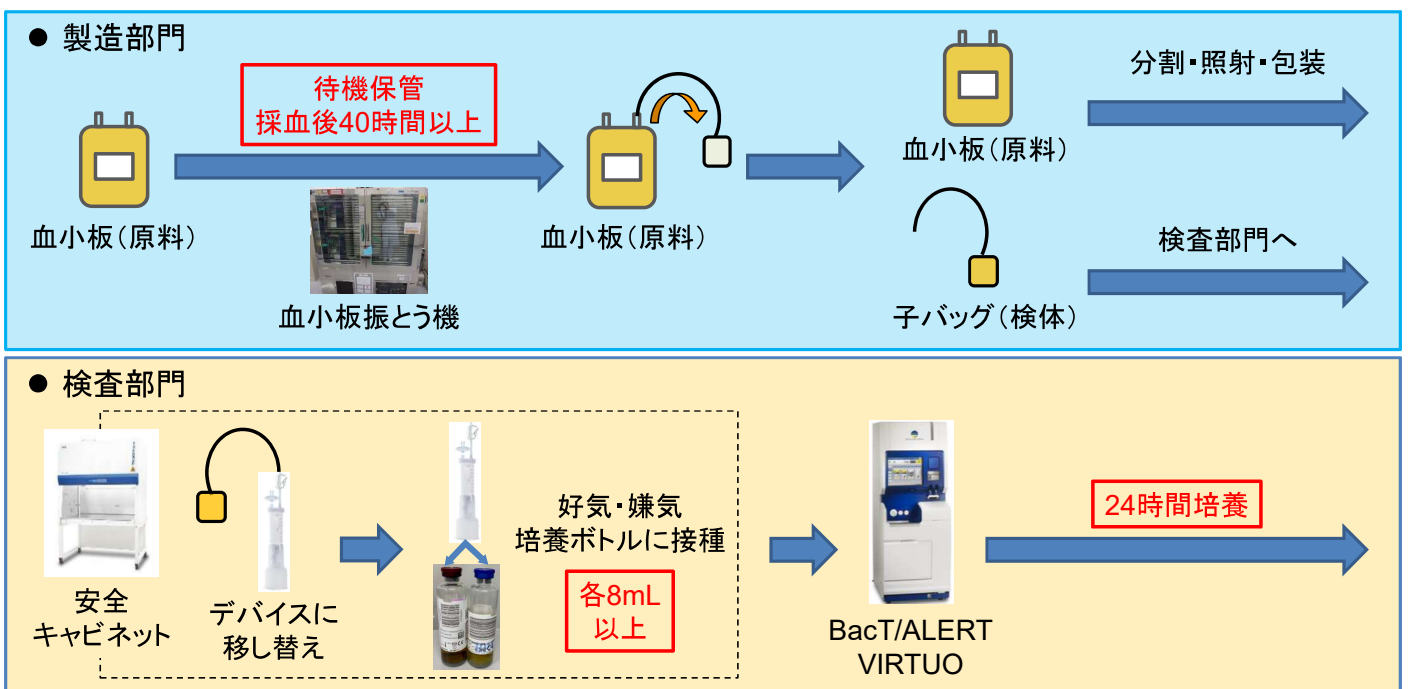 ● 製造部門
待機保管
採血後40時間以上
分割・照射・包装
血小板（原料）
血小板（原料）
血小板（原料）
血小板振とう機
検査部門へ
子バッグ（検体）
● 検査部門
安全
キャビネット
デバイスに
移し替え
好気・嫌気
培養ボトルに接種
各8mL
以上
BacT/ALERT
VIRTUO
24時間培養